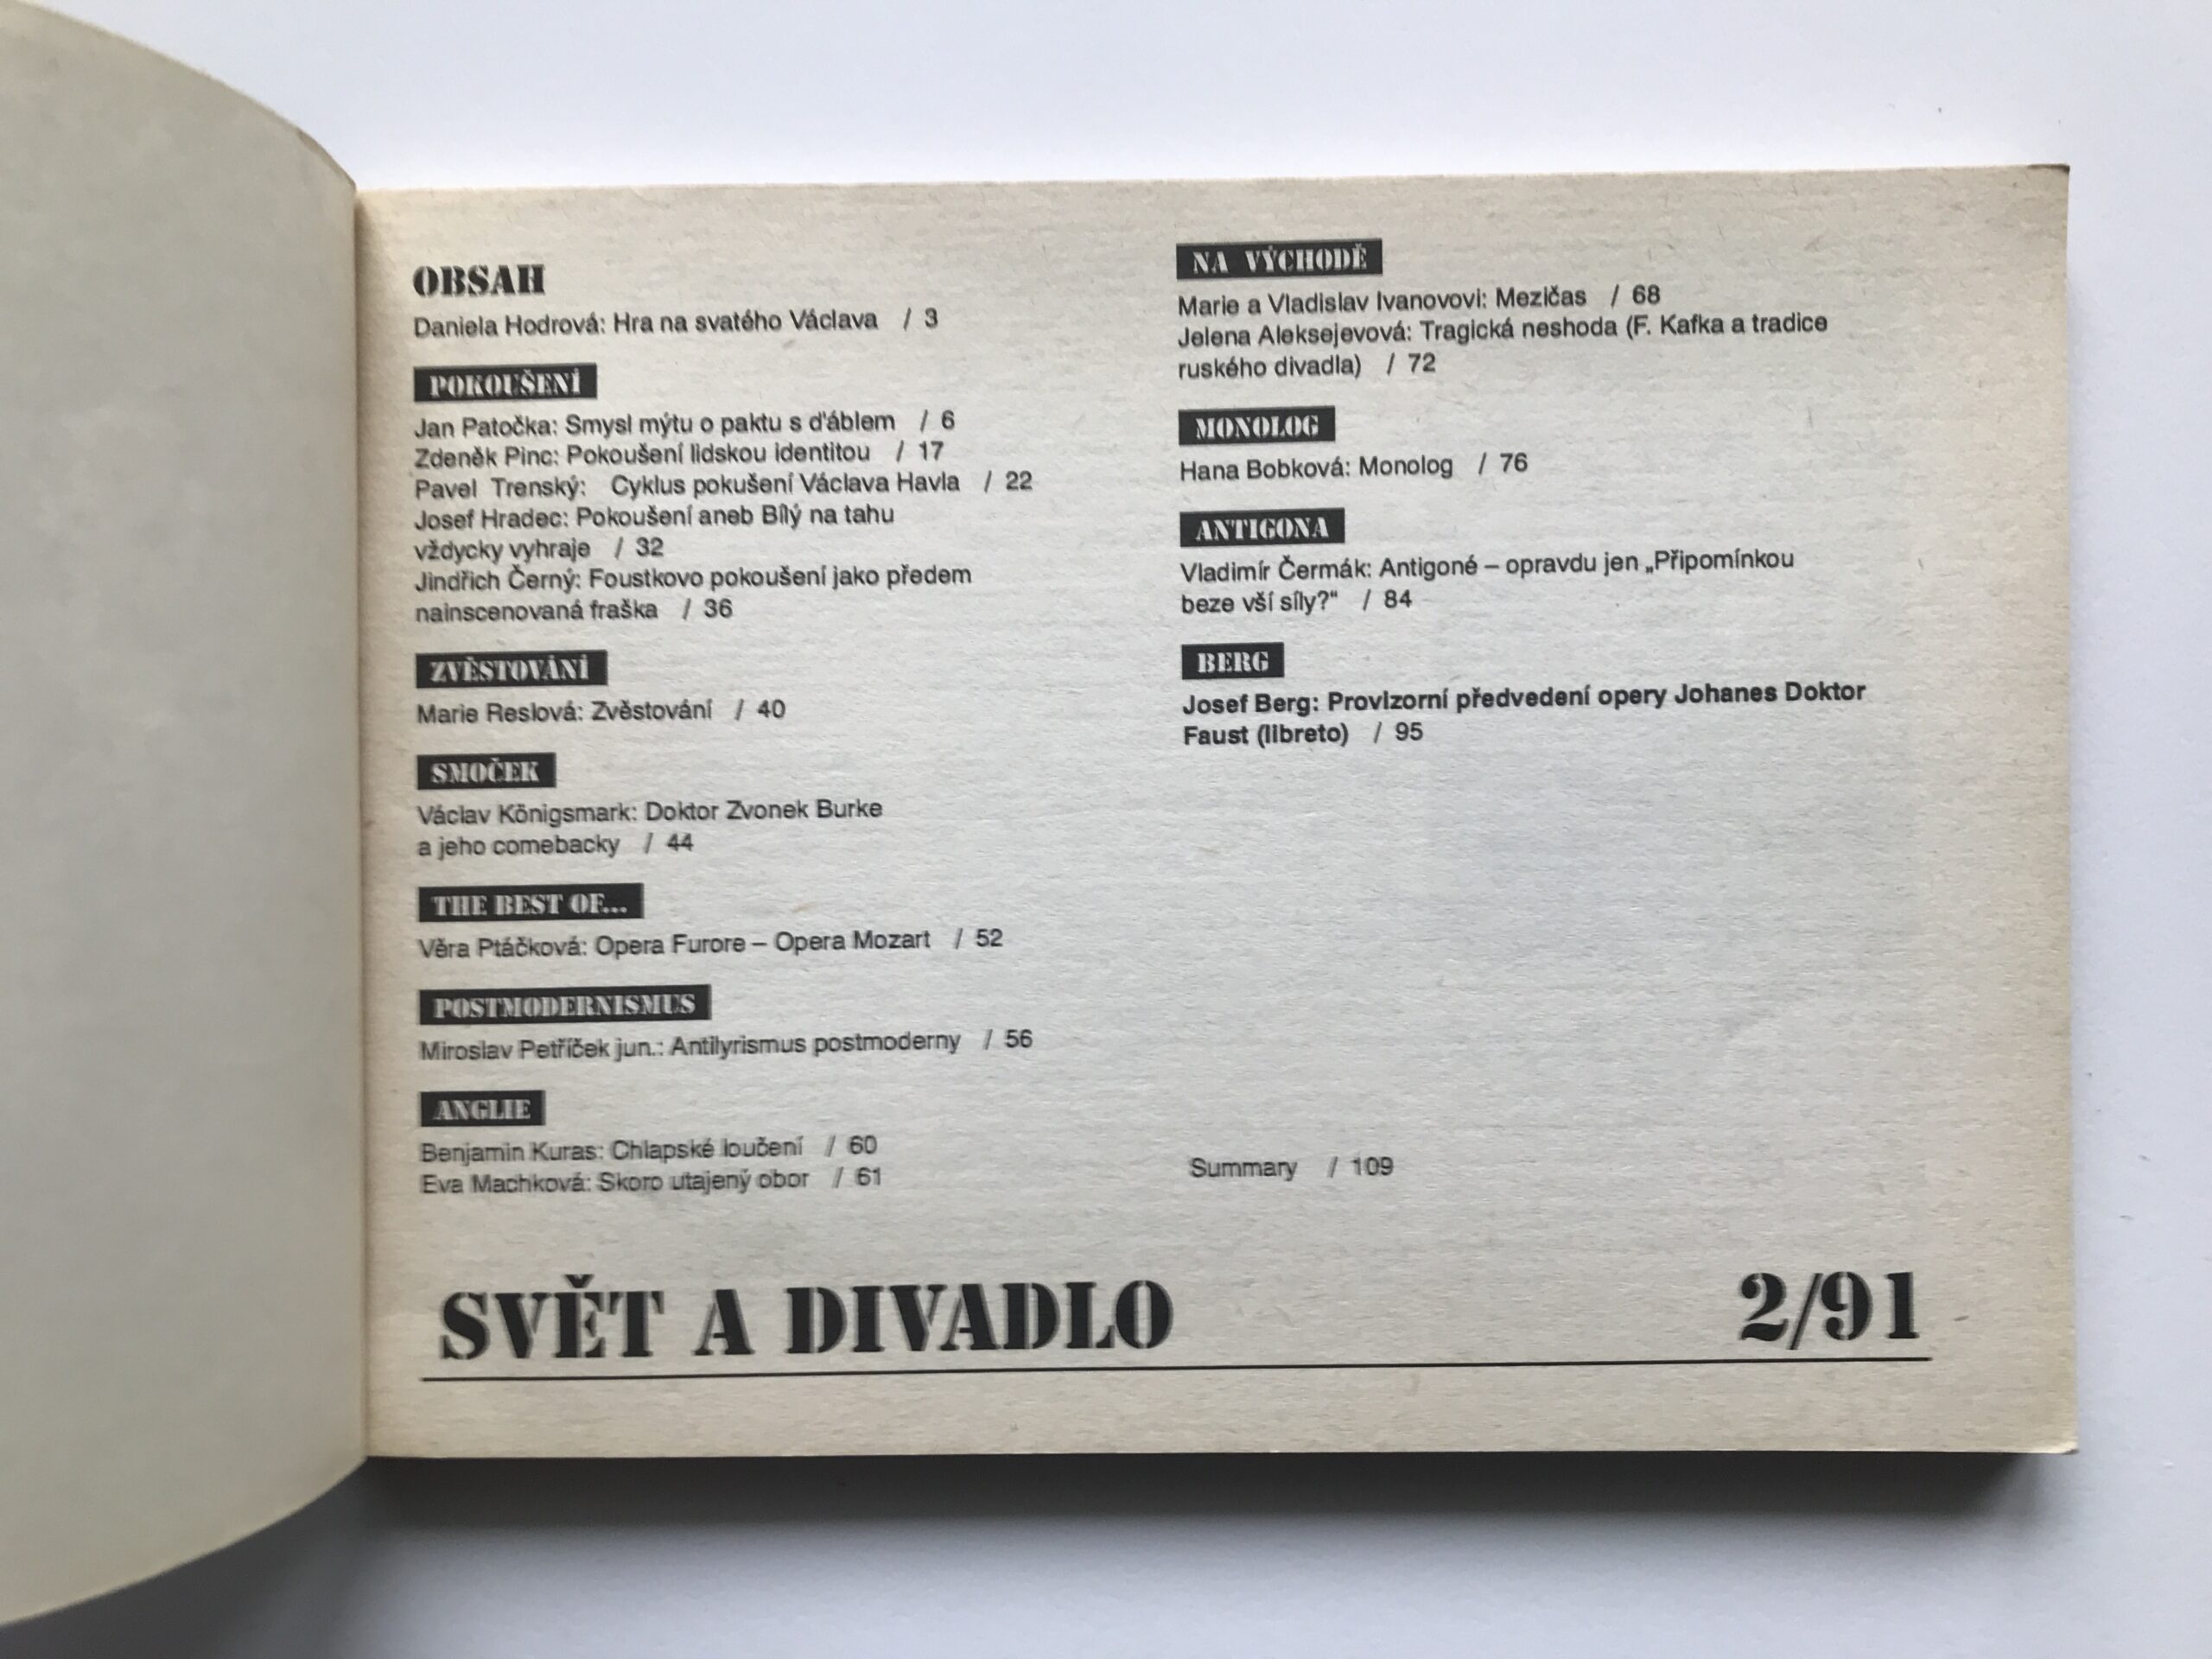 OBSAH
Daniela Hodrová: Hra na svatého Václava / 3
POKOUŠENÍ
Jan Patočka: Smysl mýtu o paktu s ďáblem / 6
Zdeněk Pinc: Pokoušení lidskou identitou / 17
Pavel Trenský: Cyklus pokušení Václava Havla / 22
Josef Hradec: Pokoušení aneb Bílý na tahu
vždycky vyhraje / 32
Jindřich Černý: Foustkovo pokoušení jako předem
nainscenovaná fraška / 36
ZVĚSTOVÁNÍ
Marie Reslová: Zvěstování / 40
SMOČEK
Václav Königsmark: Doktor Zvonek Burke
a jeho comebacky / 44
THE BEST OF...
Věra Ptáčková: Opera Furore – Opera Mozart / 52
POSTMODERNISMUS
Miroslav Petříček jun.: Antilyrismus postmoderny / 56
ANGLIE
Benjamin Kuras: Chlapské loučení / 60
Eva Machková: Skoro utajený obor / 61
NA VÝCHODĚ
Marie a Vladislav Ivanovovi: Mezičas / 68
Jelena Aleksejevová: Tragická neshoda (F. Kafka a tradice
ruského divadla) / 72
MONOLOG
Hana Bobková: Monolog / 76
ANTIGONA
Vladimír Čermák: Antigoné – opravdu jen „Připomínkou
beze vší síly?“ / 84
BERG
Josef Berg: Provizorní předvedení opery Johanes Doktor
Faust (libreto) / 95
Summary / 109
SVĚT A DIVADLO 2/91